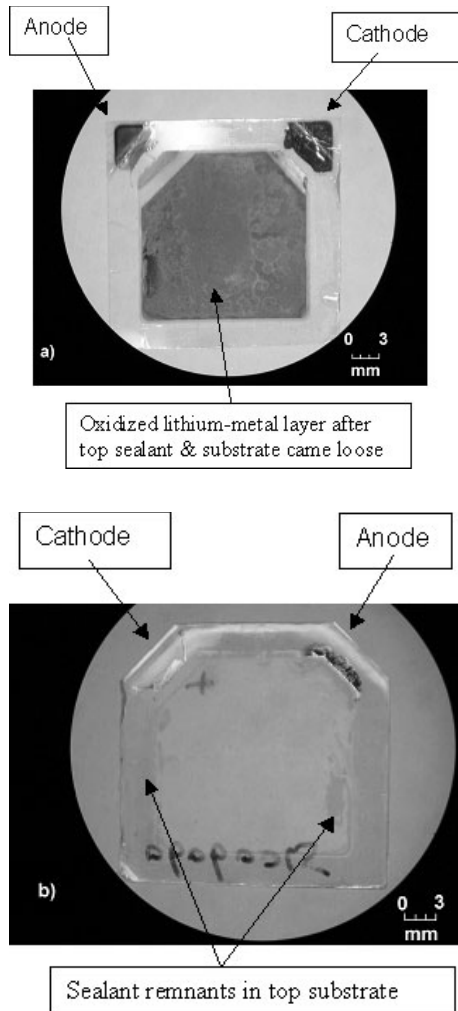 Anode
Cathode
a)
0 3
mm
Oxidized lithium-metal layer after
top sealant & substrate came loose
Cathode
Anode
+
b)
0 3
mm
Sealant remnants in top substrate